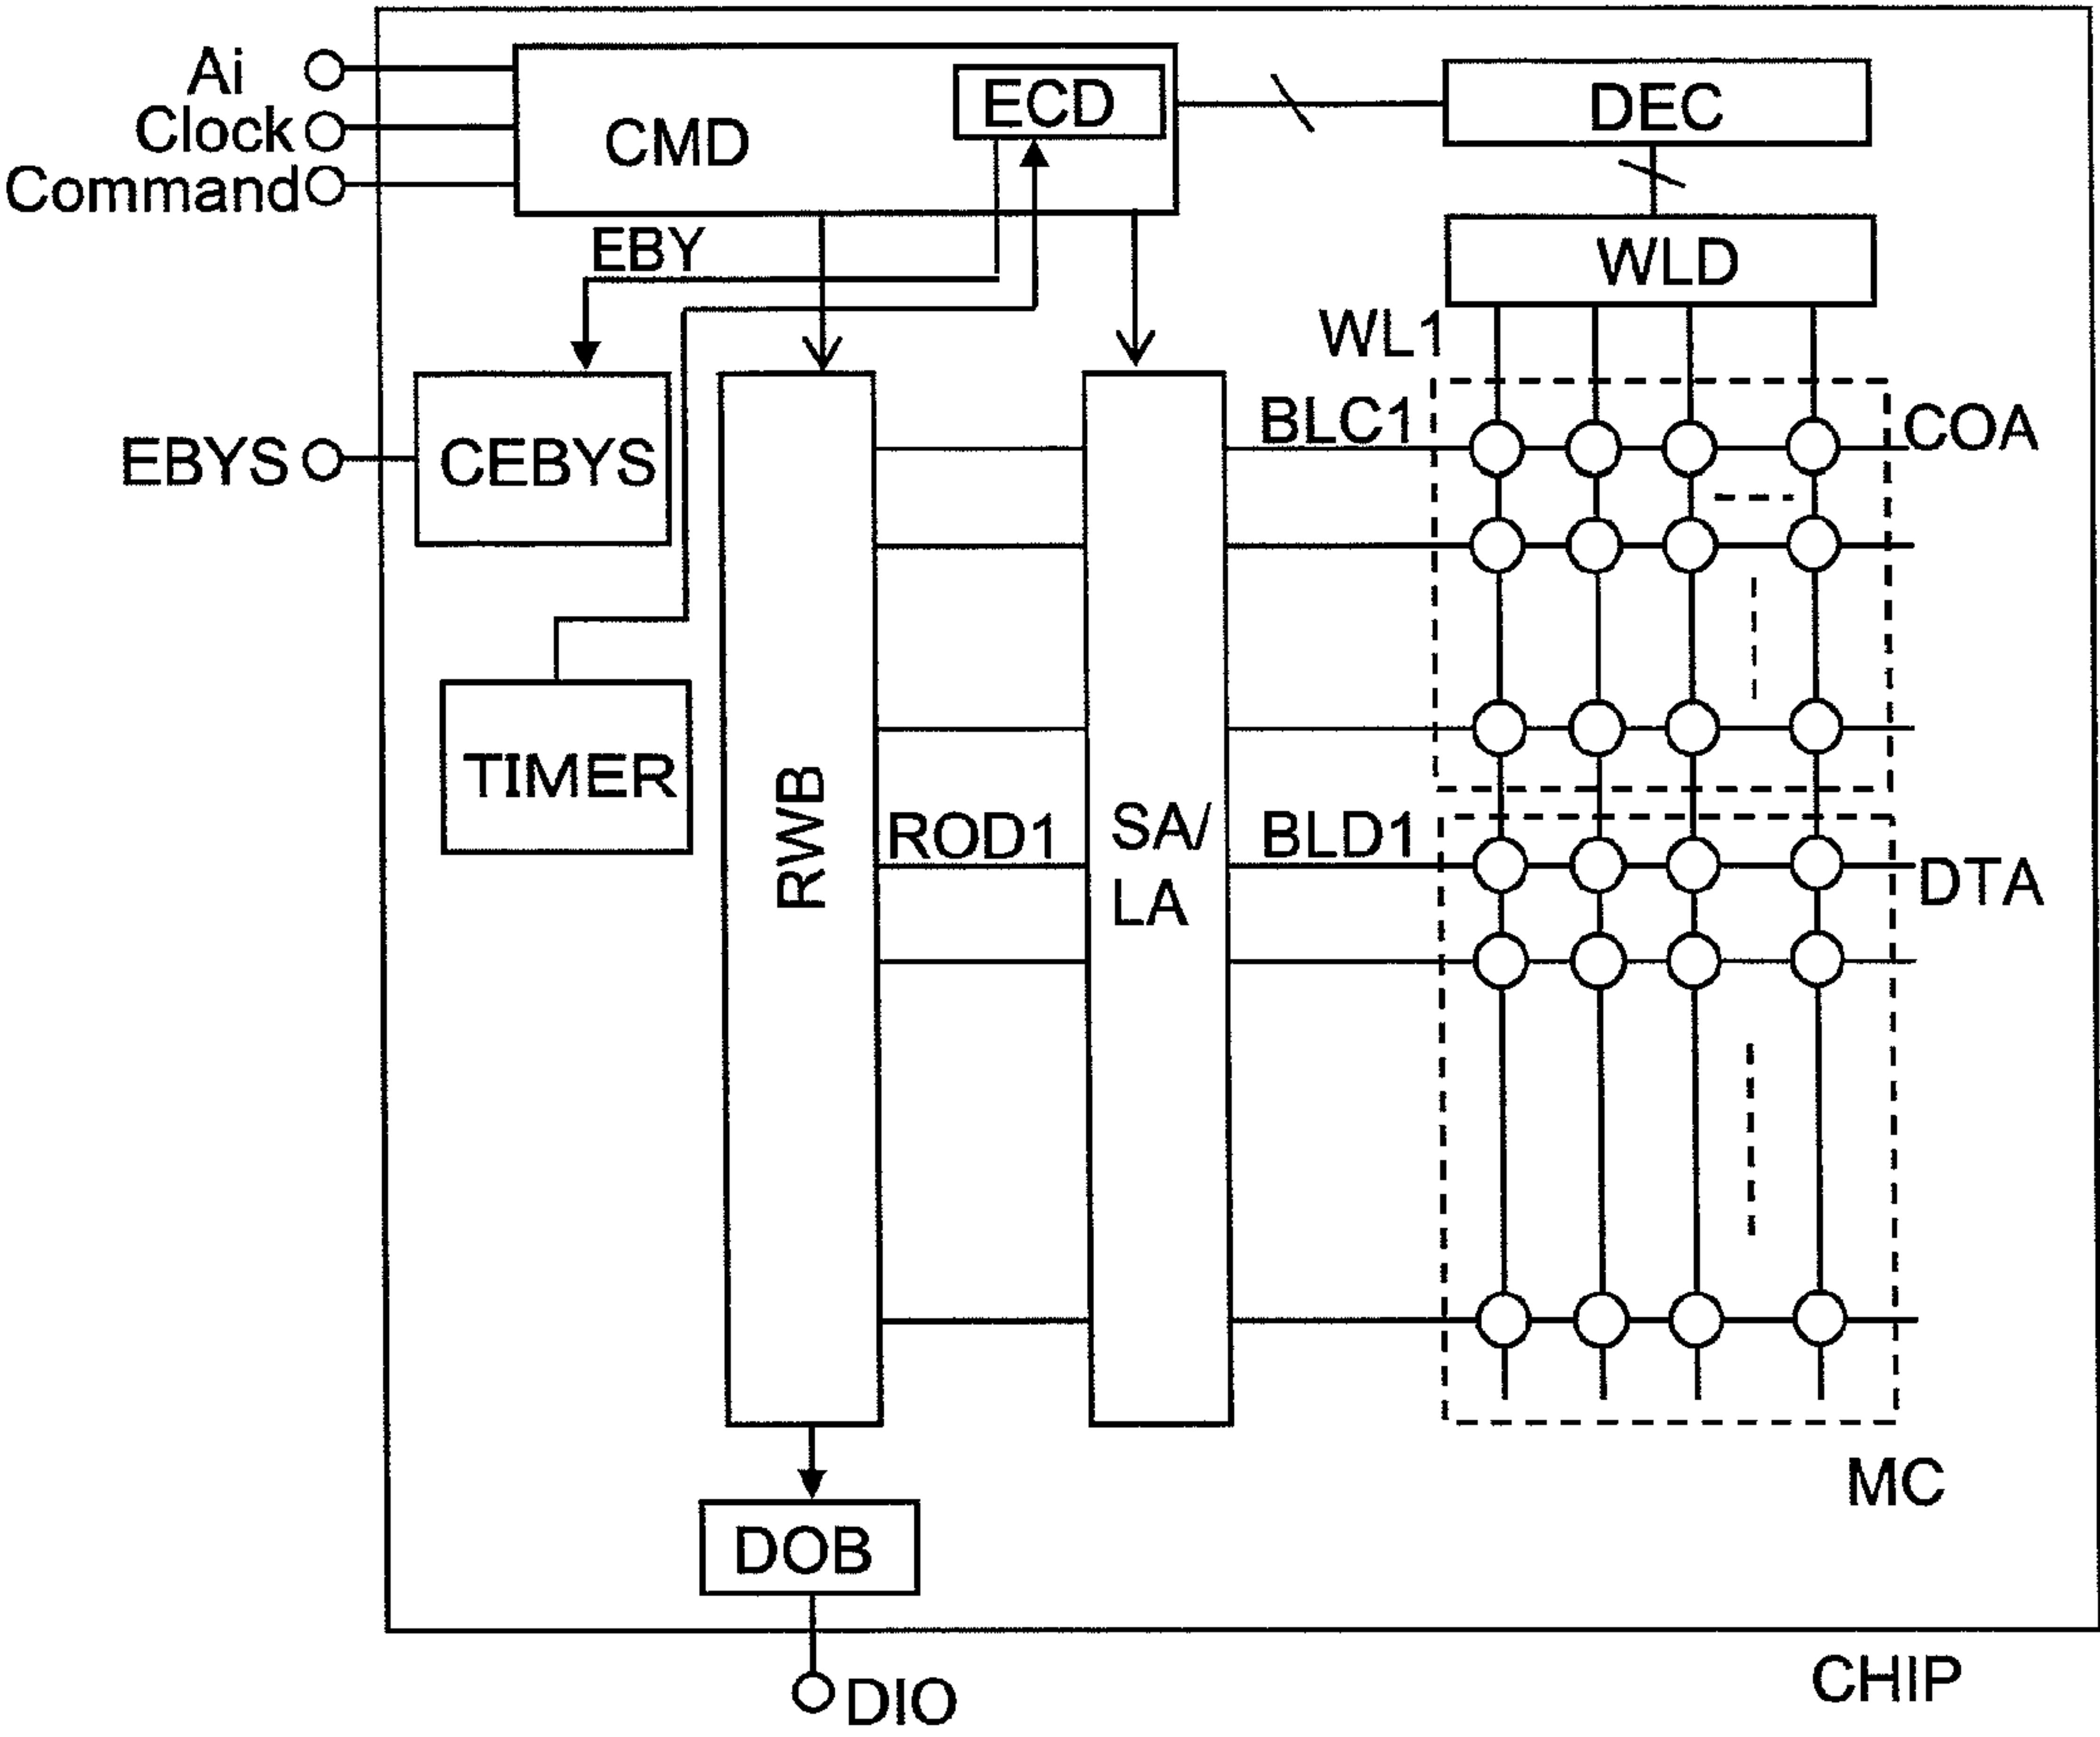 Ai
Clock
Command
CMD
ECD
DEC
WLD
EBY
WL1
BLC1
COA
EBYS
CEBYS
TIMER
RWB
ROD1
SA/
LA
BLD1
DTA
MC
DOB
DIO
CHIP